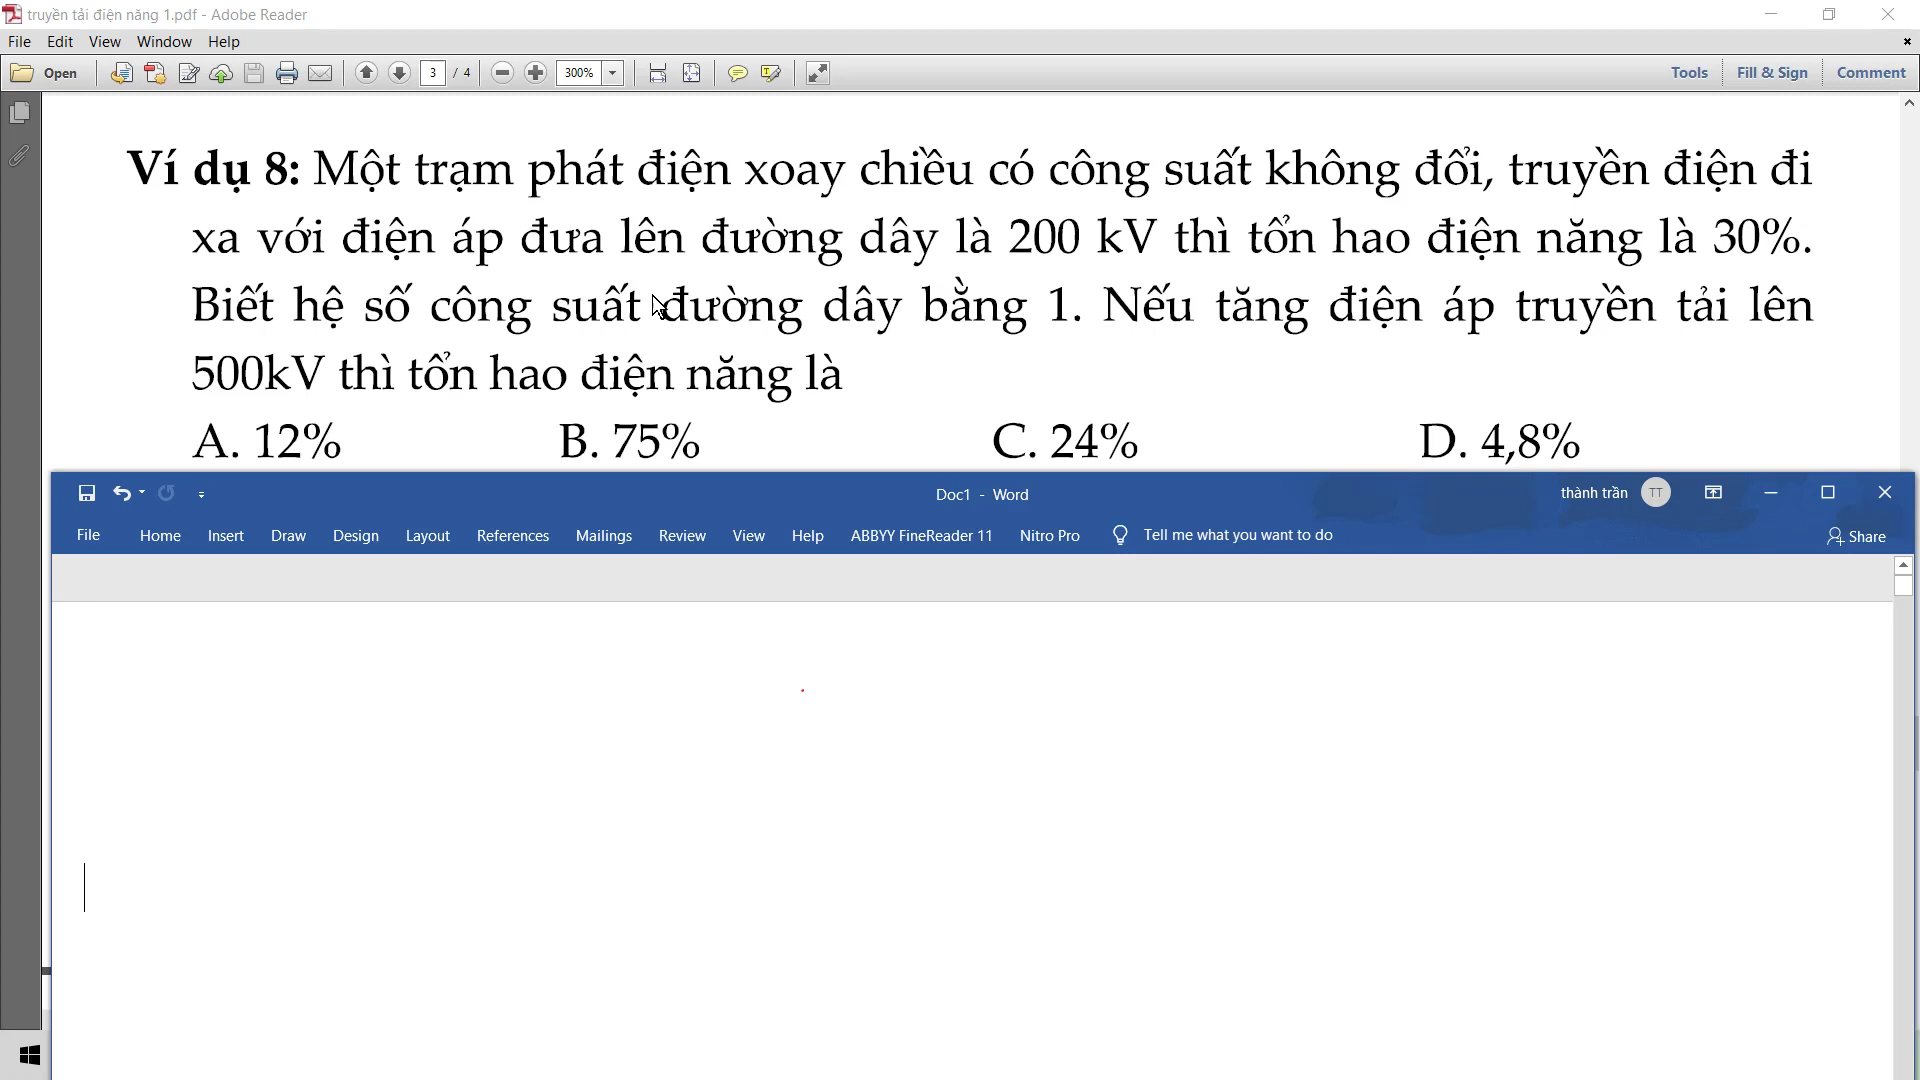 truyền tải điện năng 1.pdf - Adobe Reader
File Edit View Window Help
Open 3 / 4 300% Tools Fill & Sign Comment
Ví dụ 8: Một trạm phát điện xoay chiều có công suất không đổi, truyền điện đi
xa với điện áp đưa lên đường dây là 200 kV thì tổn hao điện năng là 30%.
Biết hệ số công suất đường dây bằng 1. Nếu tăng điện áp truyền tải lên
500kV thì tổn hao điện năng là
A. 12% B. 75% C. 24% D. 4,8%
Doc1 - Word thành trần TT
File Home Insert Draw Design Layout References Mailings Review View Help ABBYY FineReader 11 Nitro Pro Tell me what you want to do Share